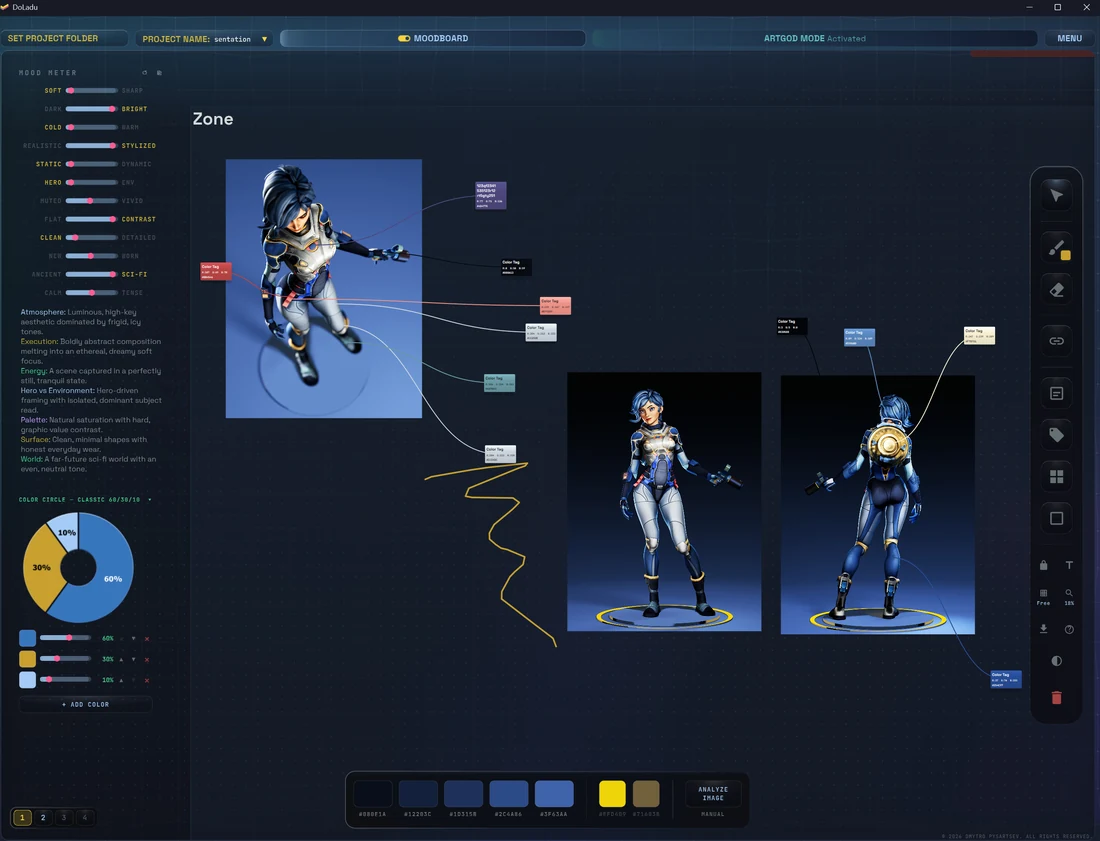 DoLadu
SET PROJECT FOLDER
PROJECT NAME: sentation
MOODBOARD
ARTGOD MODE Activated
MENU
MOOD METER
SOFT SHARP
DARK BRIGHT
COLD WARM
REALISTIC STYLIZED
STATIC DYNAMIC
HERO ENV
MUTED VIVID
FLAT CONTRAST
CLEAN DETAILED
NEW WORN
ANCIENT SCI-FI
CALM TENSE
Atmosphere: Luminous, high-key
aesthetic dominated by frigid, icy
tones.
Execution: Boldly abstract composition
melting into an ethereal, dreamy soft
focus.
Energy: A scene captured in a perfectly
still, tranquil state.
Hero vs Environment: Hero-driven
framing with isolated, dominant subject
read.
Palette: Natural saturation with hard,
graphic value contrast.
Surface: Clean, minimal shapes with
honest everyday wear.
World: A far-future sci-fi world with an
even, neutral tone.
COLOR CIRCLE – CLASSIC 60/30/10
10%
30%
60%
60%
30%
10%
+ ADD COLOR
1 2 3 4
Zone
Color Tag
Color Tag
Color Tag
Color Tag
Color Tag
Color Tag
Color Tag
Color Tag
Color Tag
Color Tag
T
Free 18%
ANALYZE
IMAGE
#12203C #1D315B #2C4A86 #3F63AA MANUAL